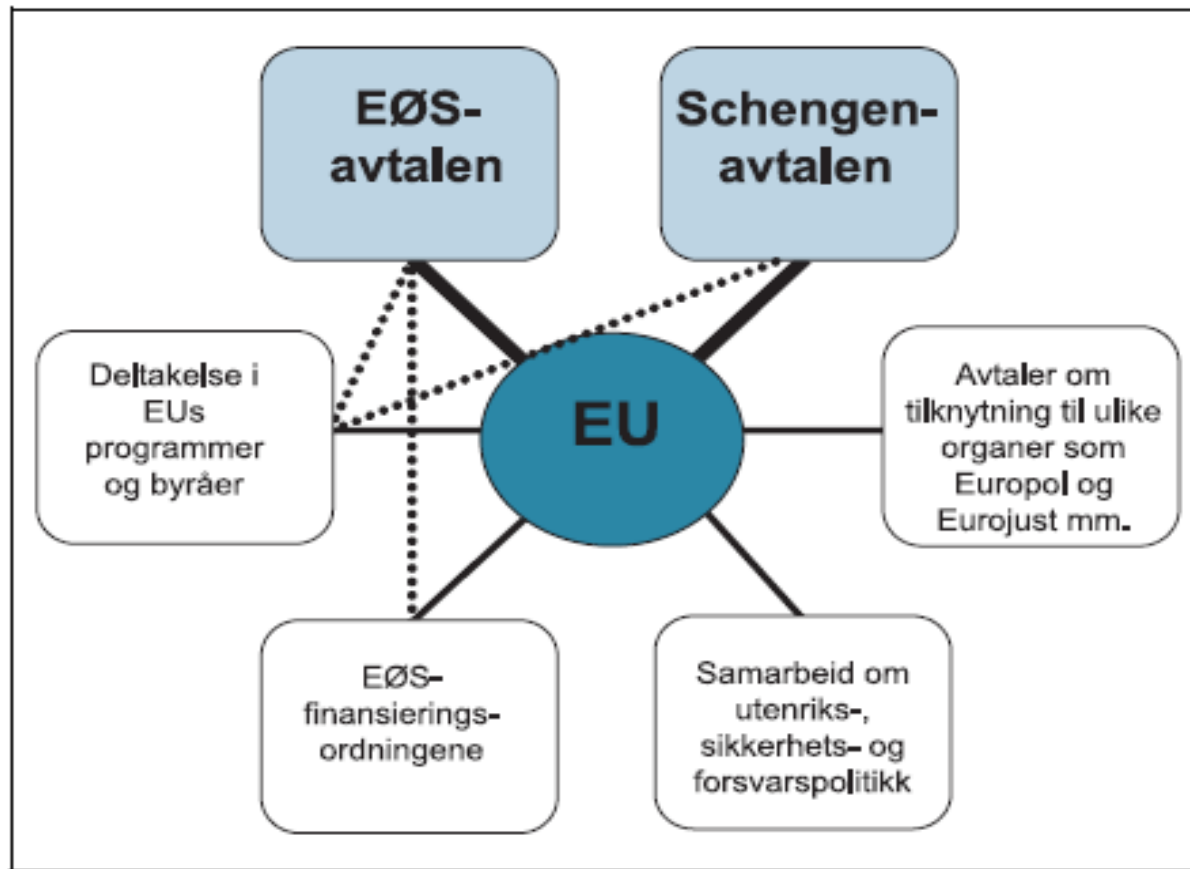 EØS-
avtalen
Schengen-
avtalen
Deltakelse i
EUs
programmer
og byråer
EU
Avtaler om
tilknytning til ulike
organer som
Europol og
Eurojust mm.
EØS-
finansierings-
ordningene
Samarbeid om
utenriks-,
sikkerhets- og
forsvarspolitikk